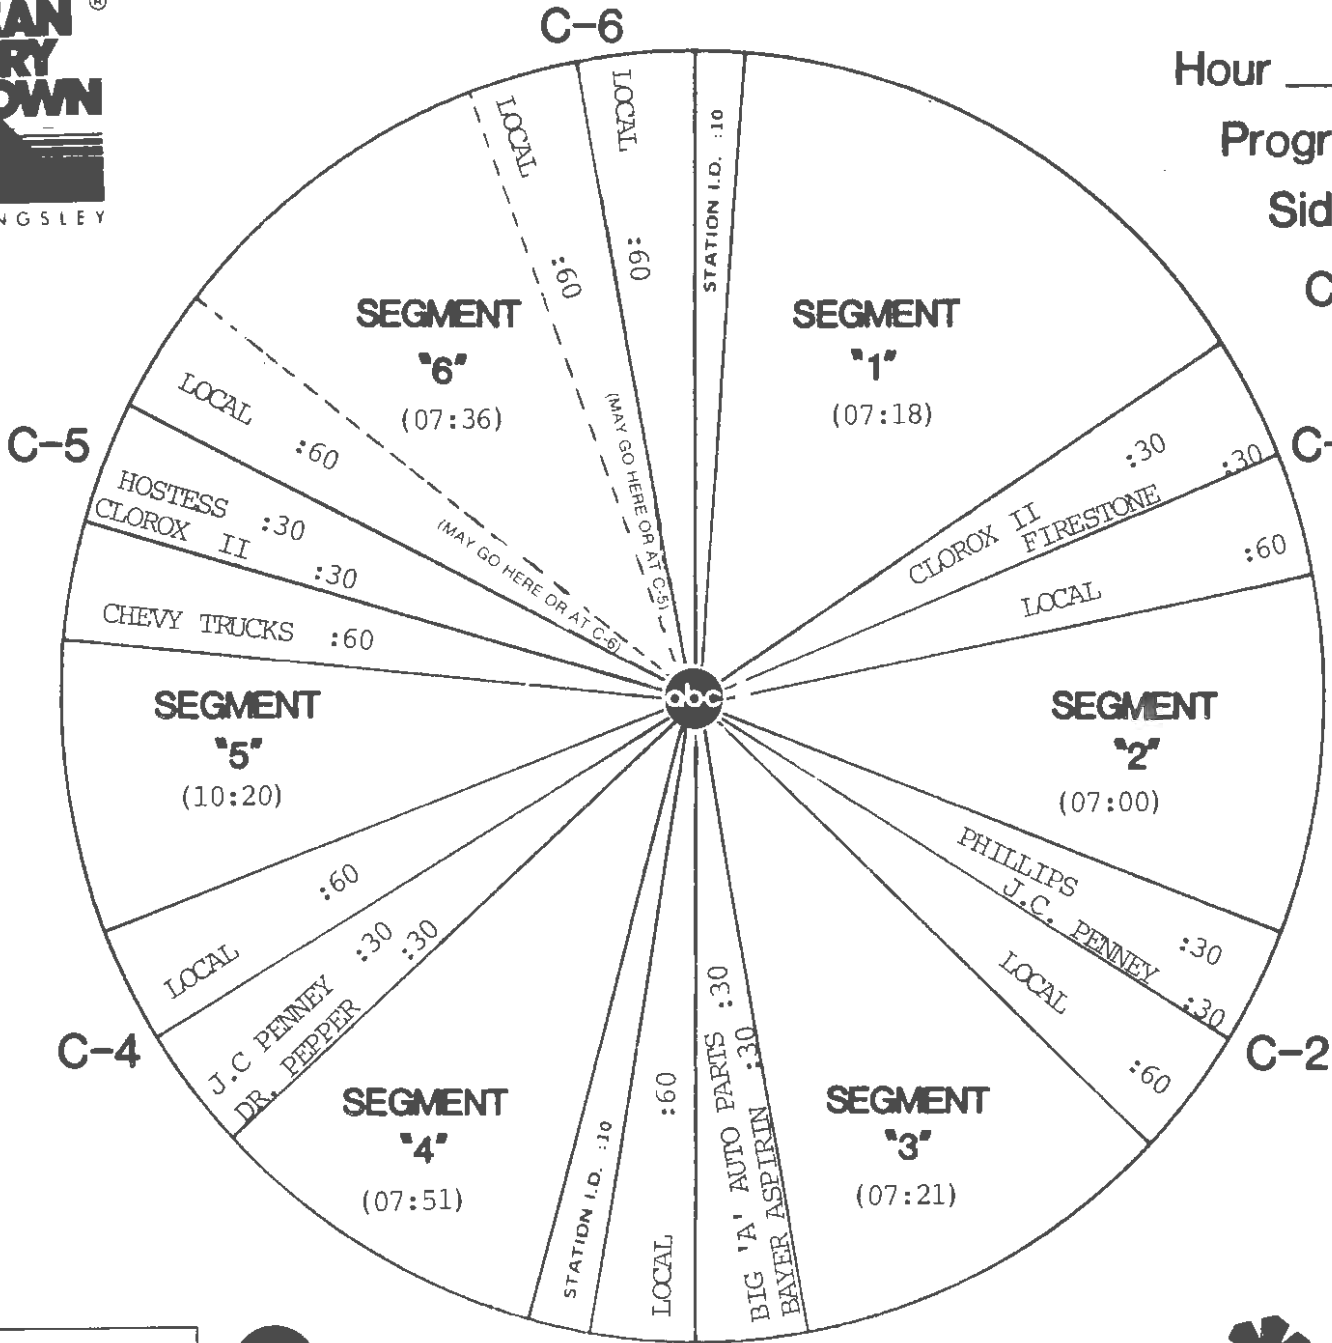 C-6
Hour
LOCAL
:60
LOCAL
:60
(MAY GO HERE OR AT C-5)
STATION I.D. :10
SEGMENT
"1"
(07:18)
CLOROX II :30
FIRESTONE :30
LOCAL :60
SEGMENT
"2"
(07:00)
PHILLIPS :30
J.C. PENNEY :30
C-2
LOCAL :60
SEGMENT
"3"
(07:21)
BIG 'A' AUTO PARTS :30
BAYER ASPIRIN :30
LOCAL :60
STATION I.D. :10
SEGMENT
"4"
(07:51)
J.C PENNEY :30
DR. PEPPER :30
C-4
LOCAL :60
SEGMENT
"5"
(10:20)
CHEVY TRUCKS :60
HOSTESS :30
CLOROX II :30
C-5
LOCAL :60
(MAY GO HERE OR AT C-6)
SEGMENT
"6"
(07:36)
abc